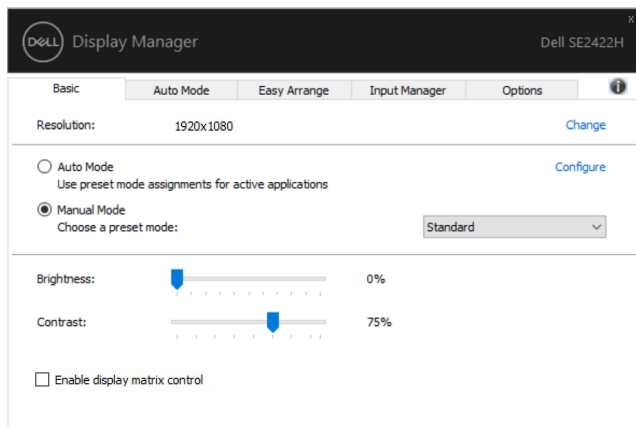 DELL Display Manager Dell SE2422H
x
Basic Auto Mode Easy Arrange Input Manager Options
Resolution: 1920x1080 Change
Auto Mode Configure
Use preset mode assignments for active applications
Manual Mode
Choose a preset mode: Standard
Brightness: 0%
Contrast: 75%
Enable display matrix control